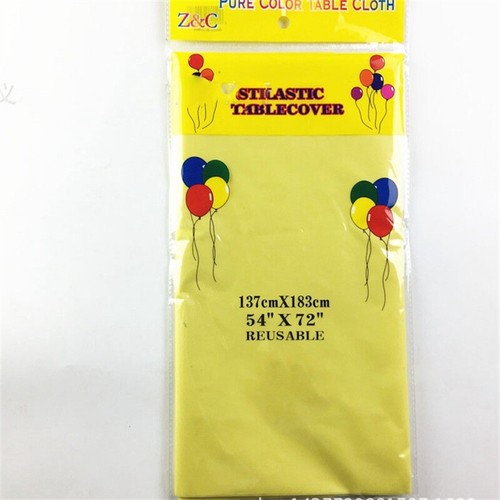 Z&C
PURE COLOR TABLE CLOTH
STRASTIC
TABLECOVER
137cmX183cm
54" X 72"
REUSABLE